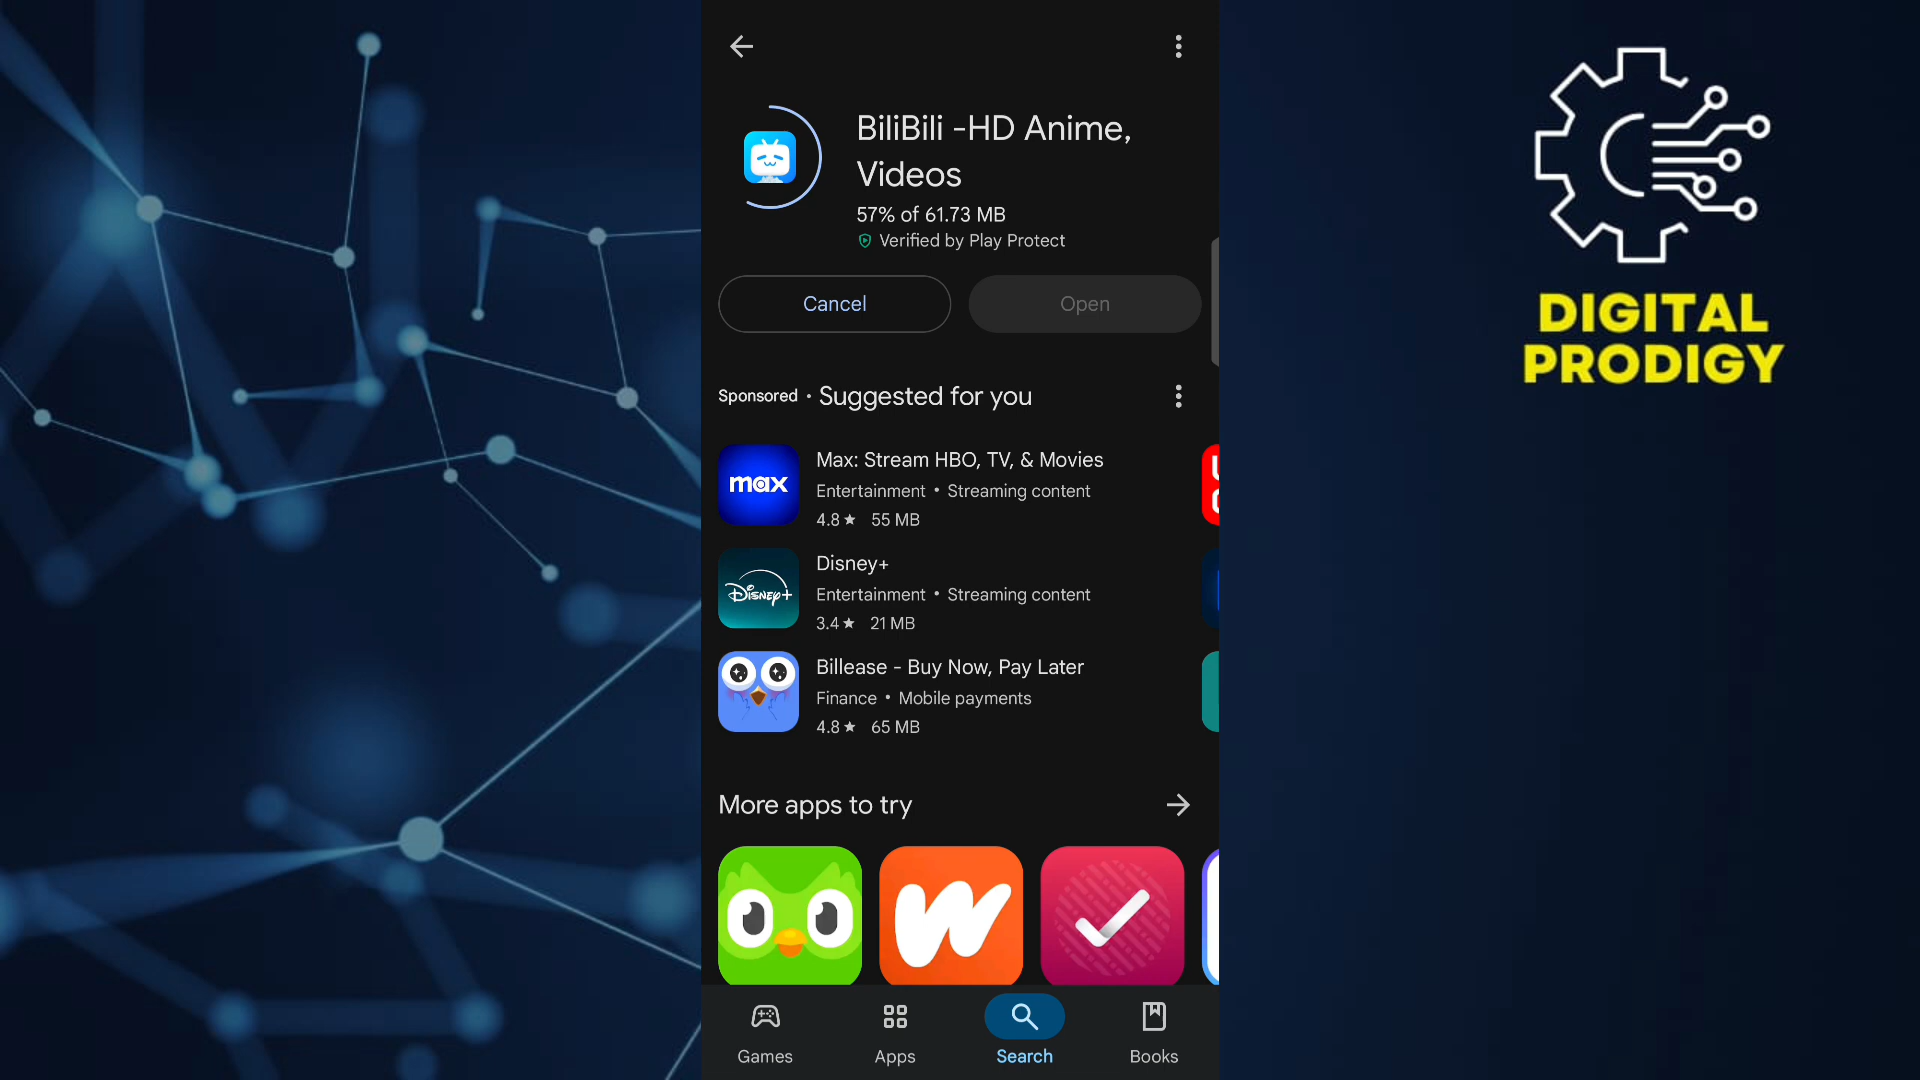 BiliBili -HD Anime,
Videos
57% of 61.73 MB
Verified by Play Protect
Cancel
Open
Sponsored • Suggested for you
max
Max: Stream HBO, TV, & Movies
Entertainment • Streaming content
4.8★ 55 MB
Disney+
Disney+
Entertainment • Streaming content
3.4★ 21 MB
Billease - Buy Now, Pay Later
Finance • Mobile payments
4.8★ 65 MB
More apps to try
Games
Apps
Search
Books
DIGITAL
PRODIGY